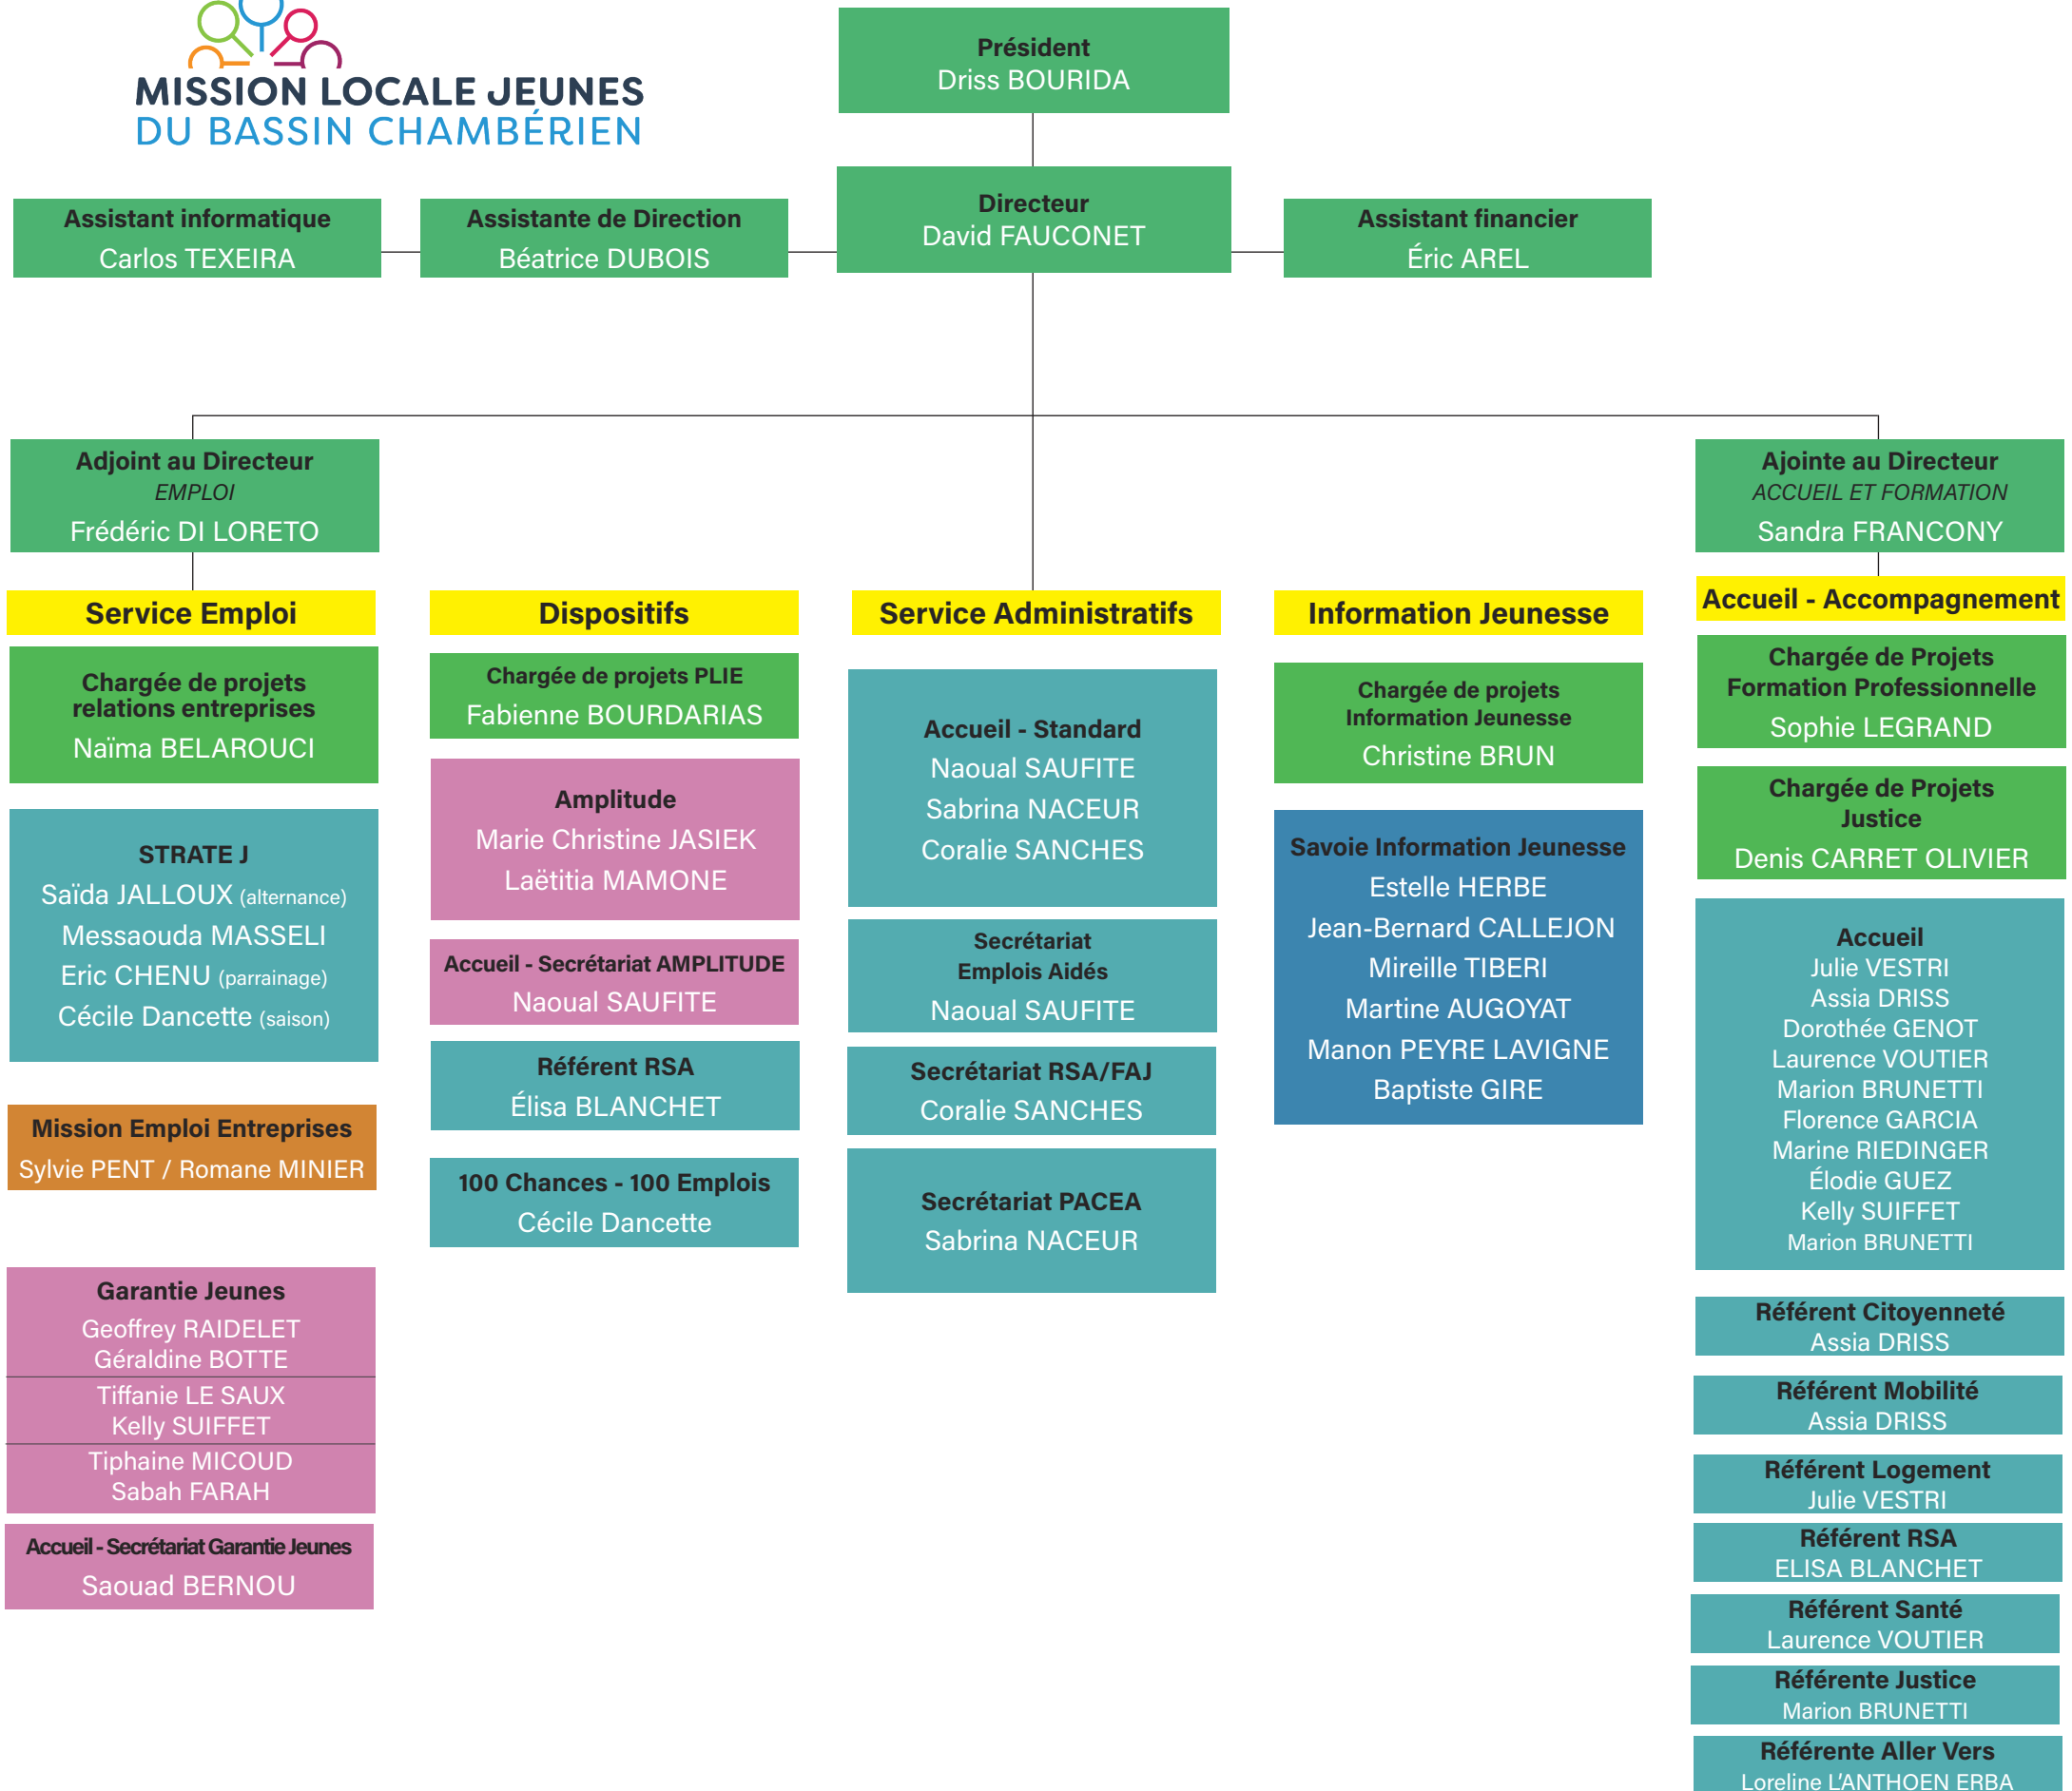 MISSION LOCALE JEUNES
DU BASSIN CHAMBÉRIEN
Président
Driss BOURIDA
Directeur
David FAUCONET
Assistant informatique
Carlos TEXEIRA
Assistante de Direction
Béatrice DUBOIS
Assistant financier
Éric AREL
Adjoint au Directeur
EMPLOI
Frédéric DI LORETO
Ajointe au Directeur
ACCUEIL ET FORMATION
Sandra FRANCONY
Service Emploi
Chargée de projets
relations entreprises
Naïma BELAROUCI
STRATE J
Saïda JALLOUX (alternance)
Messaouda MASSELI
Eric CHENU (parrainage)
Cécile Dancette (saison)
Mission Emploi Entreprises
Sylvie PENT / Romane MINIER
Garantie Jeunes
Geoffrey RAIDELET
Géraldine BOTTE
Tiffanie LE SAUX
Kelly SUIFFET
Tiphaine MICOUD
Sabah FARAH
Accueil - Secrétariat Garantie Jeunes
Saouad BERNOU
Dispositifs
Chargée de projets PLIE
Fabienne BOURDARIAS
Amplitude
Marie Christine JASIEK
Laëtitia MAMONE
Accueil - Secrétariat AMPLITUDE
Naoual SAUFITE
Référent RSA
Élisa BLANCHET
100 Chances - 100 Emplois
Cécile Dancette
Service Administratifs
Accueil - Standard
Naoual SAUFITE
Sabrina NACEUR
Coralie SANCHES
Secrétariat
Emplois Aidés
Naoual SAUFITE
Secrétariat RSA/FAJ
Coralie SANCHES
Secrétariat PACEA
Sabrina NACEUR
Information Jeunesse
Chargée de projets
Information Jeunesse
Christine BRUN
Savoie Information Jeunesse
Estelle HERBE
Jean-Bernard CALLEJON
Mireille TIBERI
Martine AUGOYAT
Manon PEYRE LAVIGNE
Baptiste GIRE
Accueil - Accompagnement
Chargée de Projets
Formation Professionnelle
Sophie LEGRAND
Chargée de Projets
Justice
Denis CARRET OLIVIER
Accueil
Julie VESTRI
Assia DRISS
Dorothée GENOT
Laurence VOUTIER
Marion BRUNETTI
Florence GARCIA
Marine RIEDINGER
Élodie GUEZ
Kelly SUIFFET
Marion BRUNETTI
Référent Citoyenneté
Assia DRISS
Référent Mobilité
Assia DRISS
Référent Logement
Julie VESTRI
Référent RSA
ELISA BLANCHET
Référent Santé
Laurence VOUTIER
Référente Justice
Marion BRUNETTI
Référente Aller Vers
Loreline L'ANTHOEN ERBA